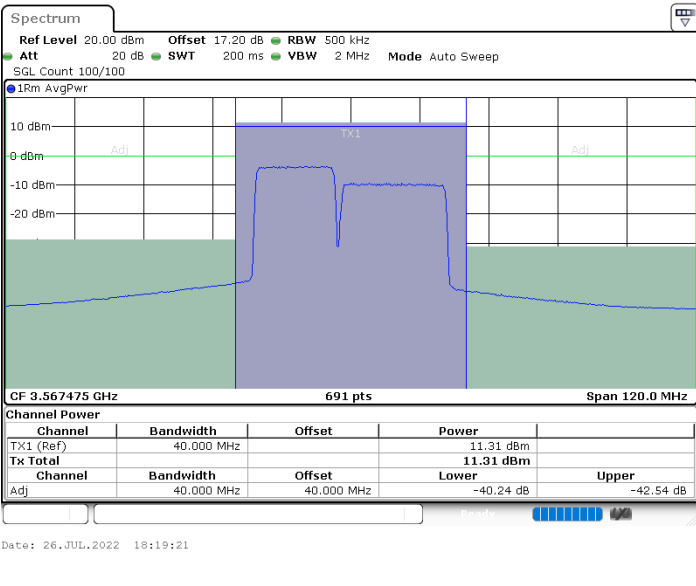 Spectrum
Ref Level 20.00 dBm Offset 17.20 dB RBW 500 kHz
Att 20 dB SWT 200 ms VBW 2 MHz Mode Auto Sweep
SGL Count 100/100
1Rm AvgPwr
10 dBm
TX1
Adj
Adj
0 dBm
-10 dBm
-20 dBm
CF 3.567475 GHz 691 pts Span 120.0 MHz
Channel Power
Channel Bandwidth Offset Power
TX1 (Ref) 40.000 MHz 11.31 dBm
Tx Total 11.31 dBm
Channel Bandwidth Offset Lower Upper
Adj 40.000 MHz 40.000 MHz -40.24 dB -42.54 dB
Ready
Date: 26.JUL.2022 18:19:21